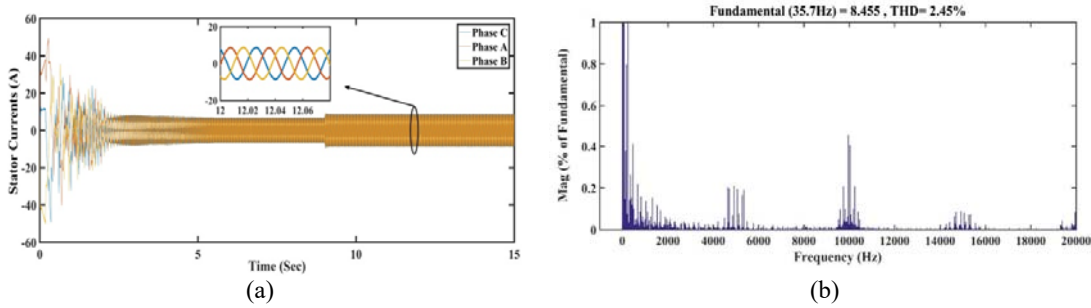 20
0
-20
12 12.02 12.04 12.06
Phase C
Phase A
Phase B
Stator Currents (A)
60
40
20
0
-20
-40
-60
0 5 10 15
Time (Sec)
(a)
Fundamental (35.7Hz) = 8.455 , THD= 2.45%
Mag (% of Fundamental)
1
0.8
0.6
0.4
0.2
0
0 2000 4000 6000 8000 10000 12000 14000 16000 18000 20000
Frequency (Hz)
(b)